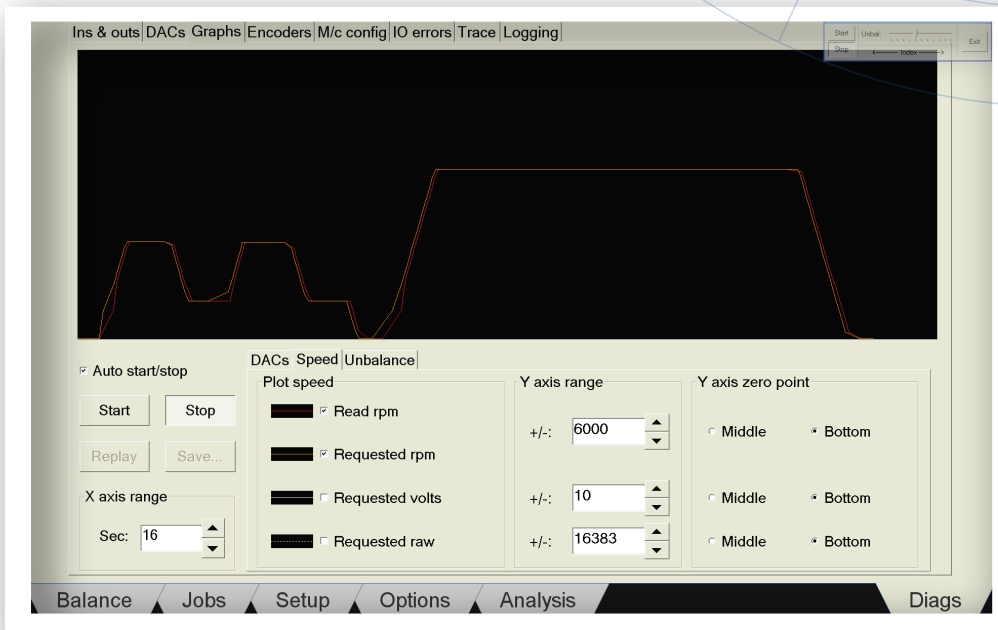 Ins & outs DACs Graphs Encoders M/c config IO errors Trace Logging
Start Unbal: Exit
Stop <----- Index ----->
Auto start/stop
Start Stop
Replay Save...
X axis range
Sec: 16
DACs Speed Unbalance
Plot speed
Read rpm
Requested rpm
Requested volts
Requested raw
Y axis range
+/-: 6000
+/-: 10
+/-: 16383
Y axis zero point
Middle Bottom
Middle Bottom
Middle Bottom
Balance Jobs Setup Options Analysis Diags